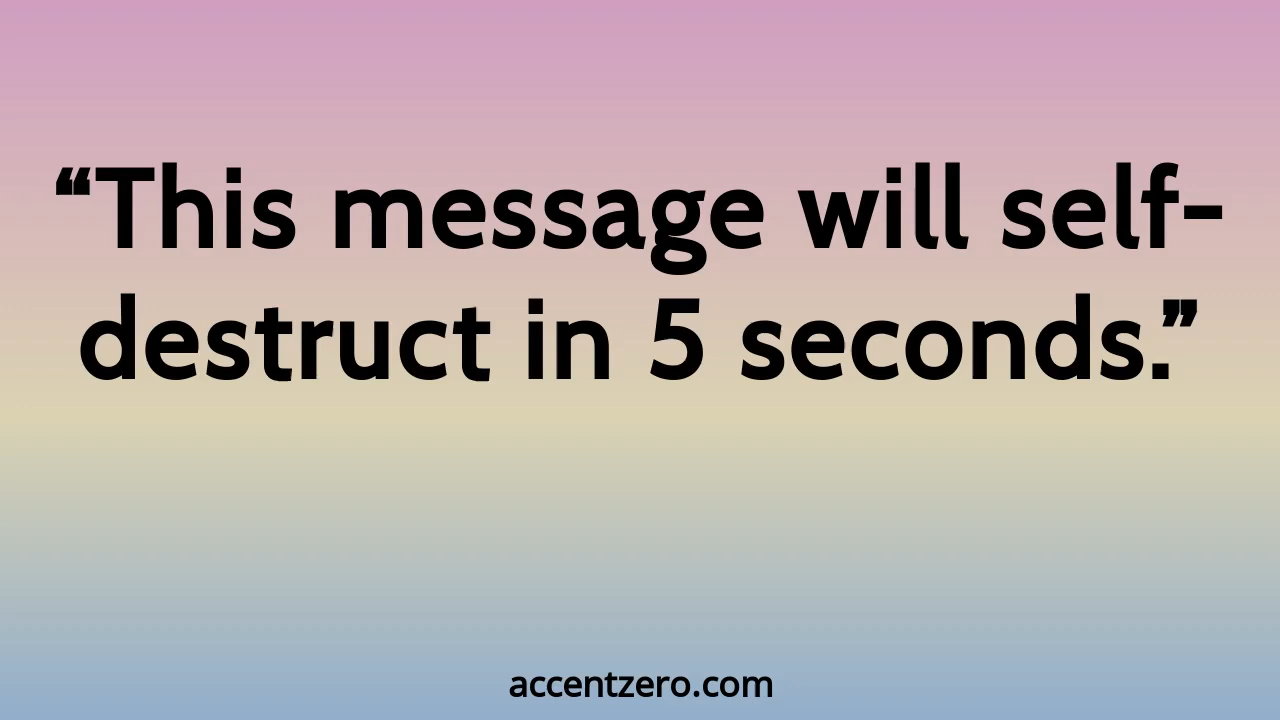 “This message will self-
destruct in 5 seconds.”
accentzero.com